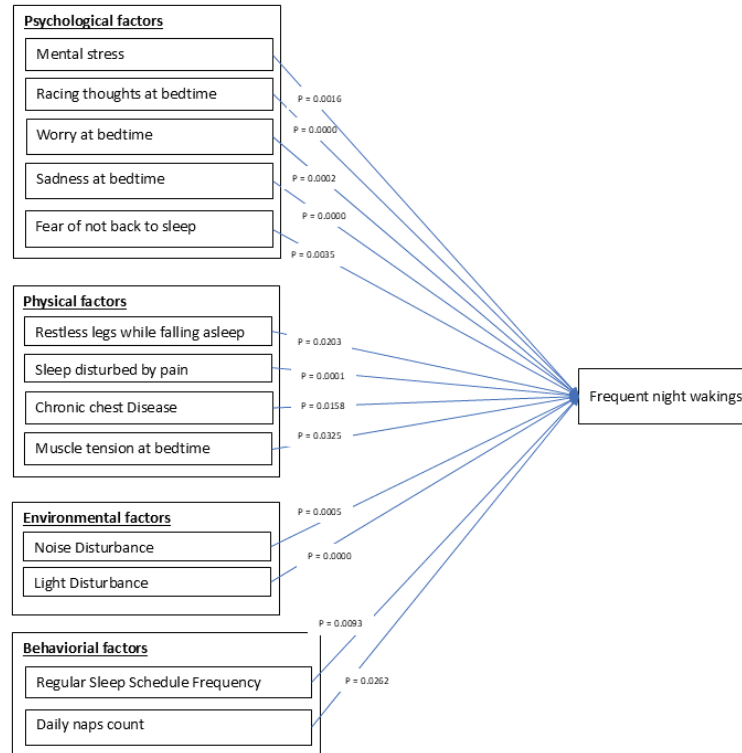 Psychological factors
Mental stress
P = 0.0016
Racing thoughts at bedtime
P = 0.0000
Worry at bedtime
P = 0.0002
Sadness at bedtime
P = 0.0000
Fear of not back to sleep
P = 0.0035
Physical factors
Restless legs while falling asleep
P = 0.0203
Sleep disturbed by pain
P = 0.0001
Chronic chest Disease
P = 0.0158
Muscle tension at bedtime
P = 0.0325
Frequent night wakings
Environmental factors
Noise Disturbance
P = 0.0005
Light Disturbance
P = 0.0000
Behaviorial factors
Regular Sleep Schedule Frequency
P = 0.0093
Daily naps count
P = 0.0262